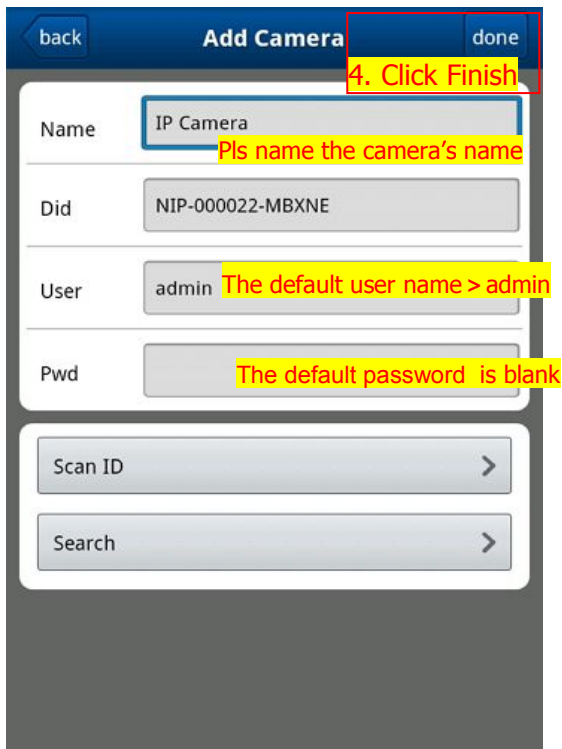 back Add Camera done
4. Click Finish
Name IP Camera
Pls name the camera's name
Did NIP-000022-MBXNE
User admin The default user name > admin
Pwd The default password is blank
Scan ID
Search